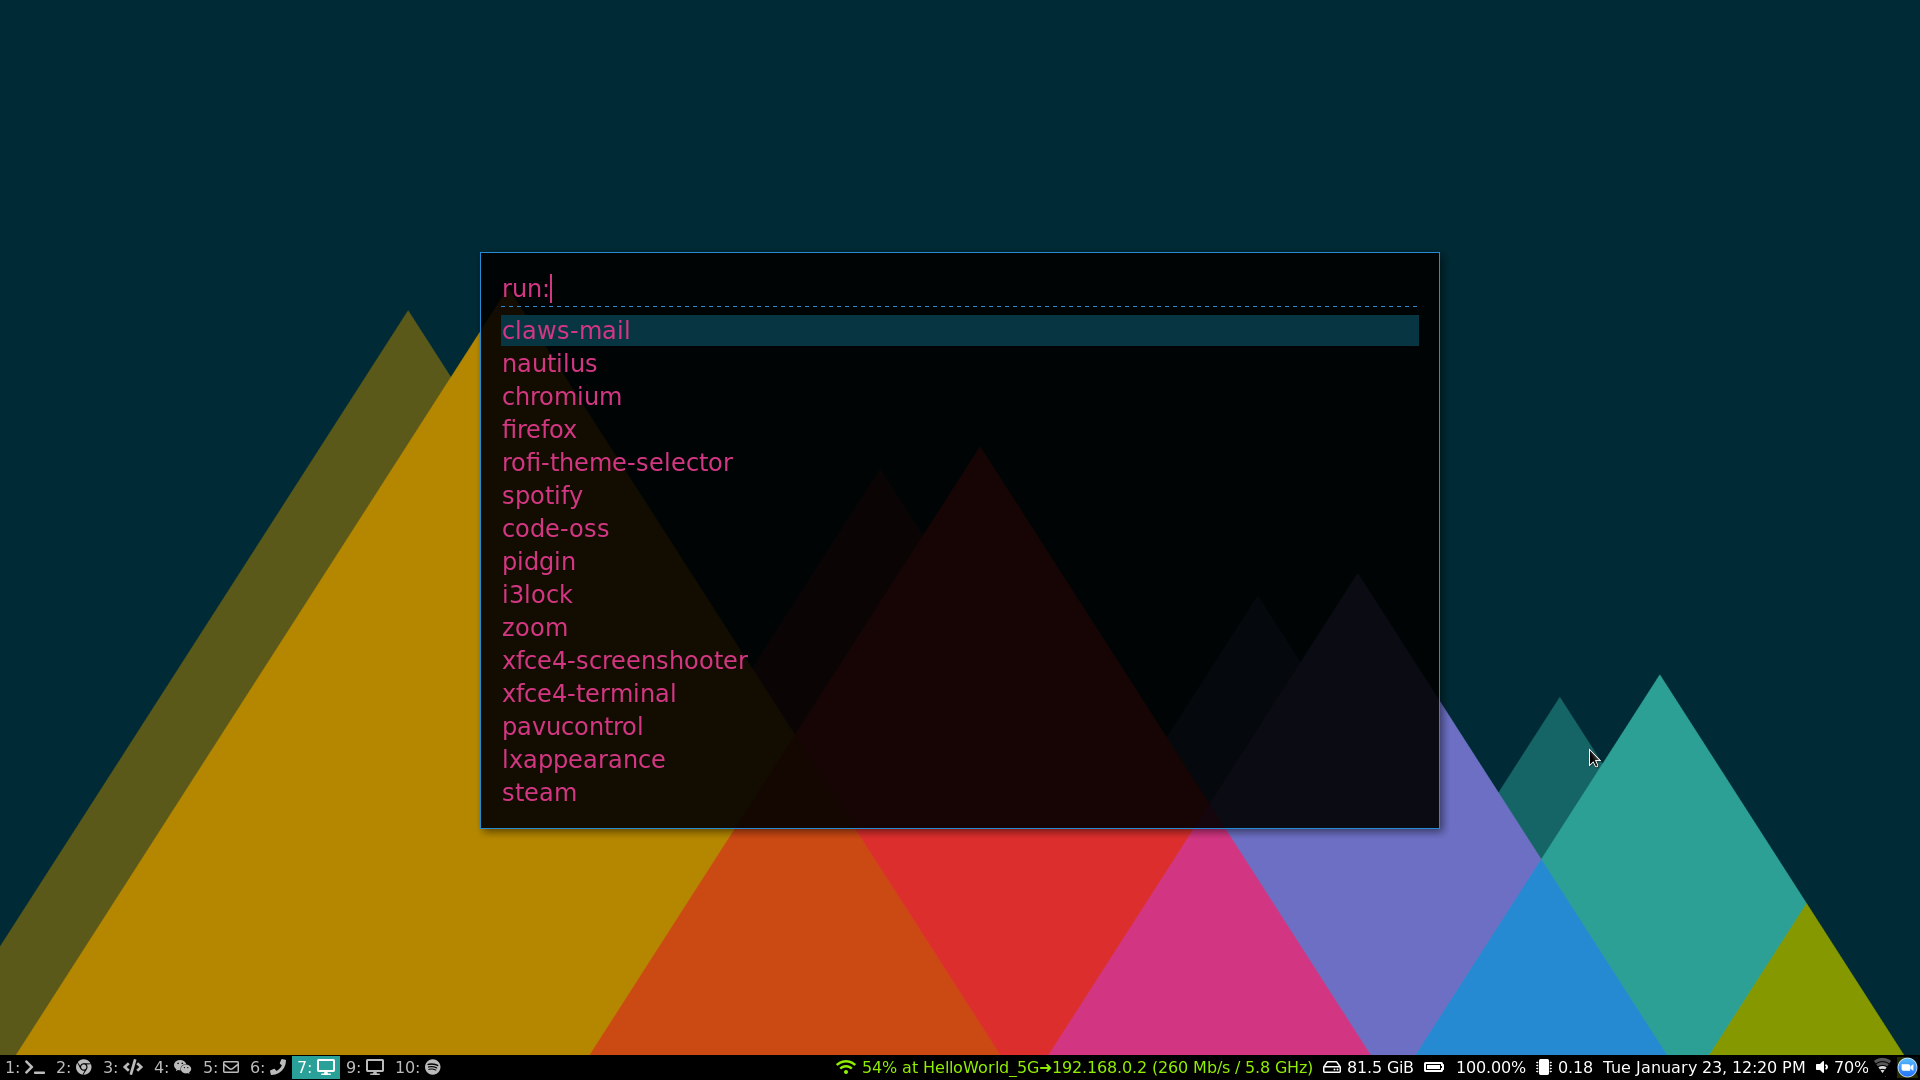 run:
claws-mail
nautilus
chromium
firefox
rofi-theme-selector
spotify
code-oss
pidgin
i3lock
zoom
xfce4-screenshooter
xfce4-terminal
pavucontrol
lxappearance
steam
1: 2: 3: 4: 5: 6: 7: 9: 10: 54% at HelloWorld_5G➜192.168.0.2 (260 Mb/s / 5.8 GHz) 81.5 GiB 100.00% 0.18 Tue January 23, 12:20 PM 70%